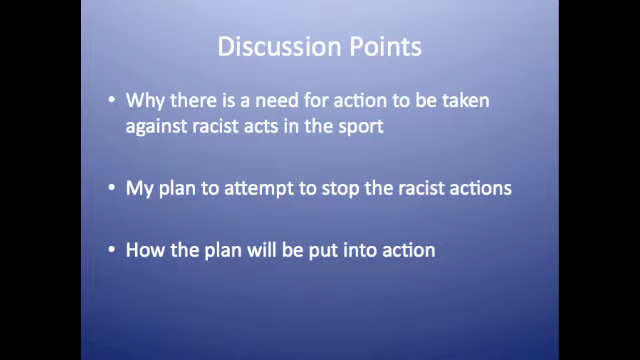 Discussion Points
• Why there is a need for action to be taken
against racist acts in the sport
• My plan to attempt to stop the racist actions
• How the plan will be put into action